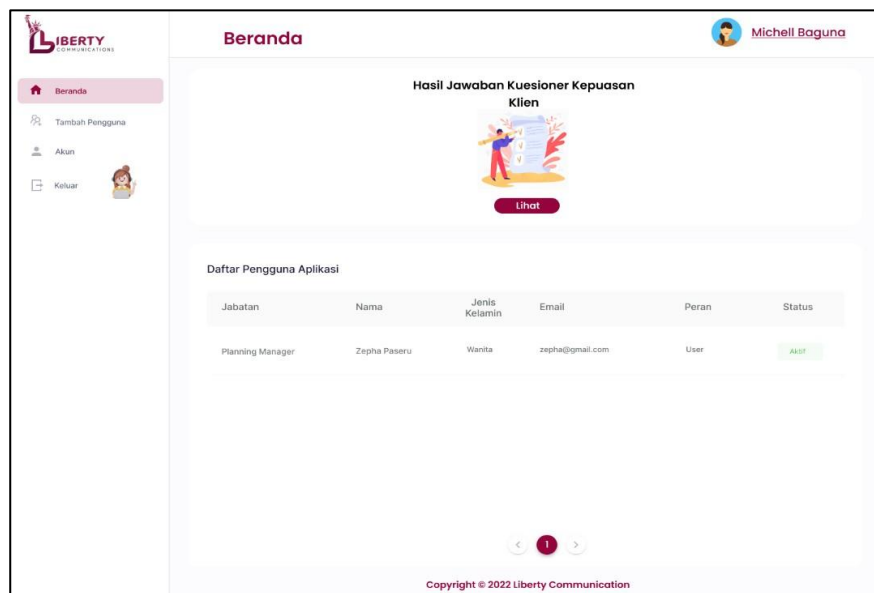 LIBERTY
COMMUNICATIONS
Beranda
Michell Baguna
Beranda
Tambah Pengguna
Akun
Keluar
Hasil Jawaban Kuesioner Kepuasan
Klien
Lihat
Daftar Pengguna Aplikasi
Jabatan Nama Jenis Kelamin Email Peran Status
Planning Manager Zepha Paseru Wanita zepha@gmail.com User Aktif
< 1 >
Copyright © 2022 Liberty Communication